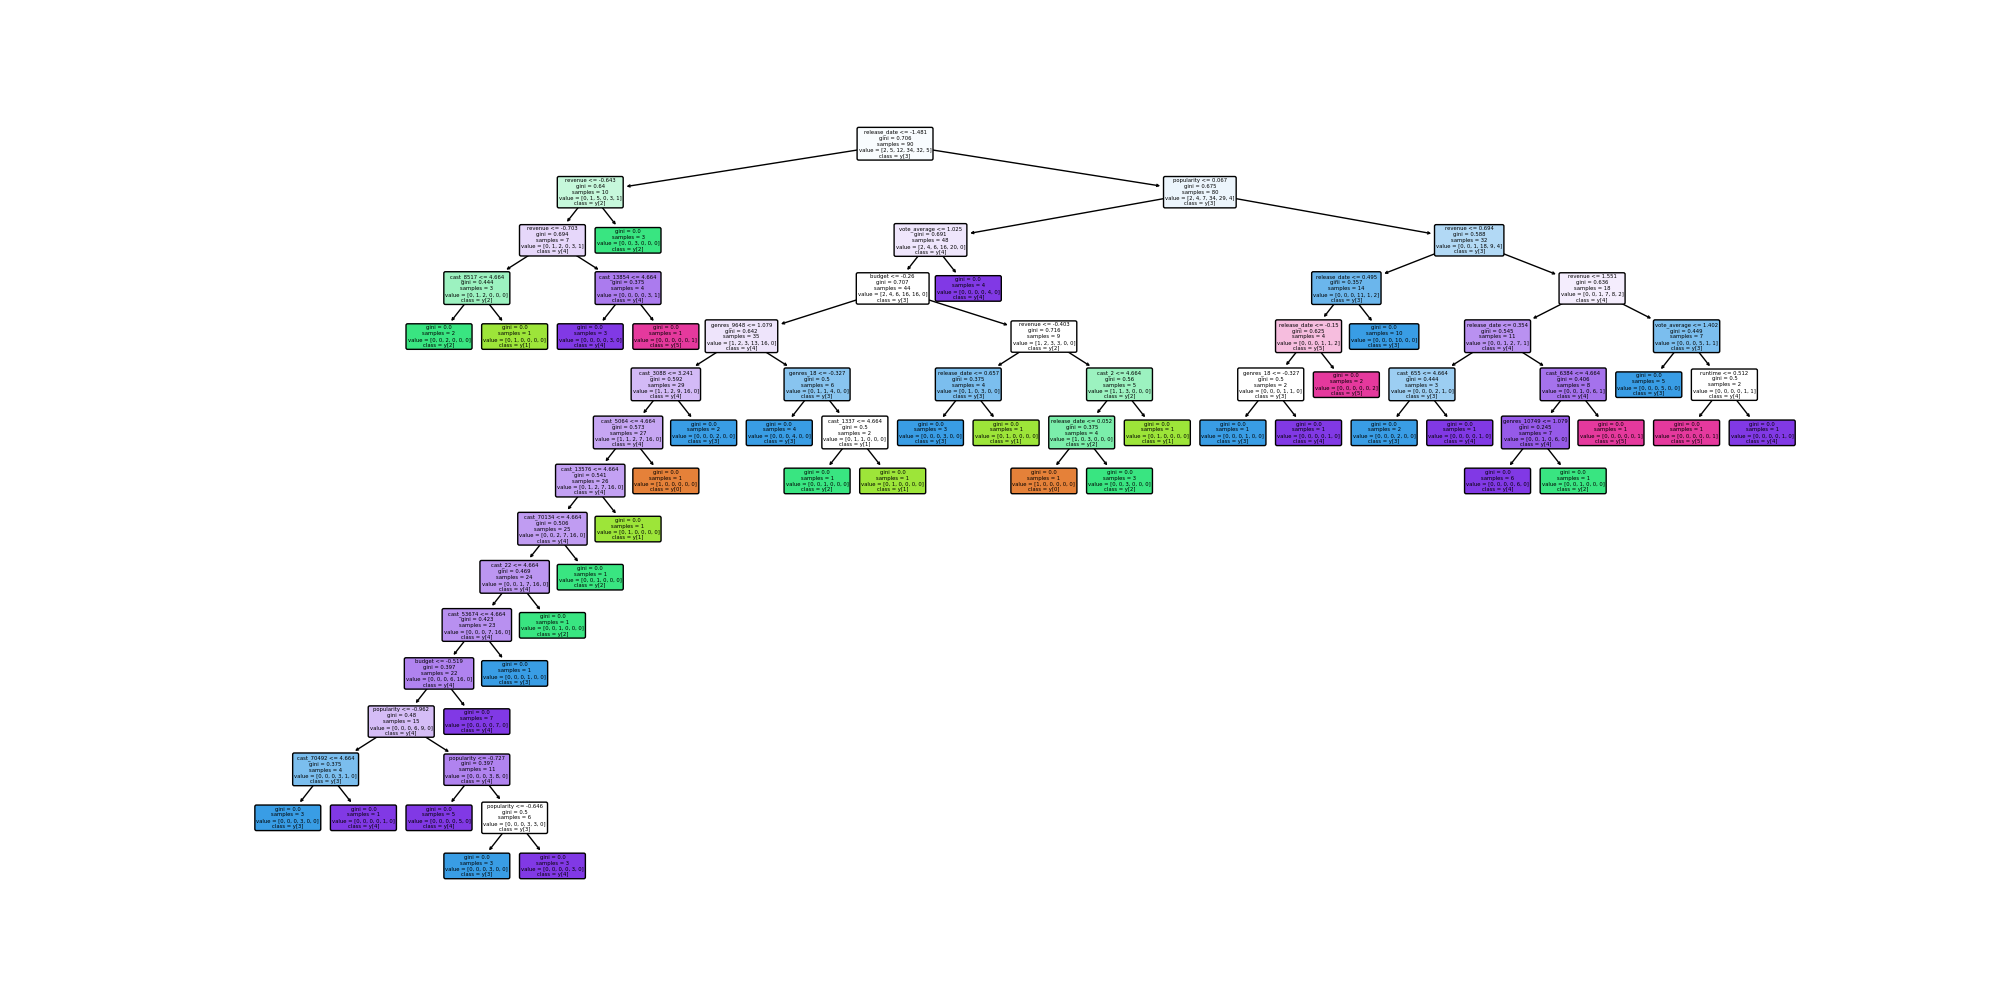 release_date <= -1.481
gini = 0.706
samples = 90
value = [2, 5, 12, 34, 32, 5]
class = y[3]
revenue <= -0.643
gini = 0.64
samples = 10
value = [0, 1, 5, 0, 3, 1]
class = y[2]
popularity <= 0.067
gini = 0.675
samples = 80
value = [2, 4, 7, 34, 29, 4]
class = y[3]
revenue <= -0.703
gini = 0.694
samples = 7
value = [0, 1, 2, 0, 3, 1]
class = y[4]
gini = 0.0
samples = 3
value = [0, 0, 3, 0, 0, 0]
class = y[2]
vote_average <= 1.025
gini = 0.691
samples = 48
value = [2, 4, 6, 16, 20, 0]
class = y[4]
revenue <= 0.694
gini = 0.588
samples = 32
value = [0, 0, 1, 18, 9, 4]
class = y[3]
cast_8517 <= 4.664
gini = 0.444
samples = 3
value = [0, 1, 2, 0, 0, 0]
class = y[2]
cast_13854 <= 4.664
gini = 0.375
samples = 4
value = [0, 0, 0, 0, 3, 1]
class = y[4]
budget <= -0.26
gini = 0.707
samples = 44
value = [2, 4, 6, 16, 16, 0]
class = y[3]
gini = 0.0
samples = 4
value = [0, 0, 0, 0, 4, 0]
class = y[4]
release_date <= 0.495
gini = 0.357
samples = 14
value = [0, 0, 0, 11, 1, 2]
class = y[3]
revenue <= 1.551
gini = 0.636
samples = 18
value = [0, 0, 1, 7, 8, 2]
class = y[4]
gini = 0.0
samples = 2
value = [0, 0, 2, 0, 0, 0]
class = y[2]
gini = 0.0
samples = 1
value = [0, 1, 0, 0, 0, 0]
class = y[1]
gini = 0.0
samples = 3
value = [0, 0, 0, 0, 3, 0]
class = y[4]
gini = 0.0
samples = 1
value = [0, 0, 0, 0, 0, 1]
class = y[5]
genres_9648 <= 1.079
gini = 0.642
samples = 35
value = [1, 2, 3, 13, 16, 0]
class = y[4]
revenue <= -0.403
gini = 0.716
samples = 9
value = [1, 2, 3, 3, 0, 0]
class = y[2]
release_date <= -0.15
gini = 0.625
samples = 4
value = [0, 0, 0, 1, 1, 2]
class = y[5]
gini = 0.0
samples = 10
value = [0, 0, 0, 10, 0, 0]
class = y[3]
release_date <= 0.354
gini = 0.545
samples = 11
value = [0, 0, 1, 2, 7, 1]
class = y[4]
vote_average <= 1.402
gini = 0.449
samples = 7
value = [0, 0, 0, 5, 1, 1]
class = y[3]
cast_3088 <= 3.241
gini = 0.592
samples = 29
value = [1, 1, 2, 9, 16, 0]
class = y[4]
genres_18 <= -0.327
gini = 0.5
samples = 6
value = [0, 1, 1, 4, 0, 0]
class = y[3]
release_date <= 0.657
gini = 0.375
samples = 4
value = [0, 1, 0, 3, 0, 0]
class = y[3]
cast_2 <= 4.664
gini = 0.56
samples = 5
value = [1, 1, 3, 0, 0, 0]
class = y[2]
genres_18 <= -0.327
gini = 0.5
samples = 2
value = [0, 0, 0, 1, 1, 0]
class = y[3]
gini = 0.0
samples = 2
value = [0, 0, 0, 0, 0, 2]
class = y[5]
cast_655 <= 4.664
gini = 0.444
samples = 3
value = [0, 0, 0, 2, 1, 0]
class = y[3]
cast_6384 <= 4.664
gini = 0.406
samples = 8
value = [0, 0, 1, 0, 6, 1]
class = y[4]
gini = 0.0
samples = 5
value = [0, 0, 0, 5, 0, 0]
class = y[3]
runtime <= 0.512
gini = 0.5
samples = 2
value = [0, 0, 0, 0, 1, 1]
class = y[4]
cast_5064 <= 4.664
gini = 0.573
samples = 27
value = [1, 1, 2, 7, 16, 0]
class = y[4]
gini = 0.0
samples = 2
value = [0, 0, 0, 2, 0, 0]
class = y[3]
gini = 0.0
samples = 4
value = [0, 0, 0, 4, 0, 0]
class = y[3]
cast_1337 <= 4.664
gini = 0.5
samples = 2
value = [0, 1, 1, 0, 0, 0]
class = y[1]
gini = 0.0
samples = 3
value = [0, 0, 0, 3, 0, 0]
class = y[3]
gini = 0.0
samples = 1
value = [0, 1, 0, 0, 0, 0]
class = y[1]
release_date <= 0.052
gini = 0.375
samples = 4
value = [1, 0, 3, 0, 0, 0]
class = y[2]
gini = 0.0
samples = 1
value = [0, 1, 0, 0, 0, 0]
class = y[1]
gini = 0.0
samples = 1
value = [0, 0, 0, 1, 0, 0]
class = y[3]
gini = 0.0
samples = 1
value = [0, 0, 0, 0, 1, 0]
class = y[4]
gini = 0.0
samples = 2
value = [0, 0, 0, 2, 0, 0]
class = y[3]
gini = 0.0
samples = 1
value = [0, 0, 0, 0, 1, 0]
class = y[4]
genres_10749 <= 1.079
gini = 0.245
samples = 7
value = [0, 0, 1, 0, 6, 0]
class = y[4]
gini = 0.0
samples = 1
value = [0, 0, 0, 0, 0, 1]
class = y[5]
gini = 0.0
samples = 1
value = [0, 0, 0, 0, 0, 1]
class = y[5]
gini = 0.0
samples = 1
value = [0, 0, 0, 0, 1, 0]
class = y[4]
cast_13576 <= 4.664
gini = 0.541
samples = 26
value = [0, 1, 2, 7, 16, 0]
class = y[4]
gini = 0.0
samples = 1
value = [1, 0, 0, 0, 0, 0]
class = y[0]
gini = 0.0
samples = 1
value = [0, 0, 1, 0, 0, 0]
class = y[2]
gini = 0.0
samples = 1
value = [0, 1, 0, 0, 0, 0]
class = y[1]
gini = 0.0
samples = 1
value = [1, 0, 0, 0, 0, 0]
class = y[0]
gini = 0.0
samples = 3
value = [0, 0, 3, 0, 0, 0]
class = y[2]
gini = 0.0
samples = 6
value = [0, 0, 0, 0, 6, 0]
class = y[4]
gini = 0.0
samples = 1
value = [0, 0, 1, 0, 0, 0]
class = y[2]
cast_70134 <= 4.664
gini = 0.506
samples = 25
value = [0, 0, 2, 7, 16, 0]
class = y[4]
gini = 0.0
samples = 1
value = [0, 1, 0, 0, 0, 0]
class = y[1]
cast_22 <= 4.664
gini = 0.469
samples = 24
value = [0, 0, 1, 7, 16, 0]
class = y[4]
gini = 0.0
samples = 1
value = [0, 0, 1, 0, 0, 0]
class = y[2]
cast_53674 <= 4.664
gini = 0.423
samples = 23
value = [0, 0, 0, 7, 16, 0]
class = y[4]
gini = 0.0
samples = 1
value = [0, 0, 1, 0, 0, 0]
class = y[2]
budget <= -0.519
gini = 0.397
samples = 22
value = [0, 0, 0, 6, 16, 0]
class = y[4]
gini = 0.0
samples = 1
value = [0, 0, 0, 1, 0, 0]
class = y[3]
popularity <= -0.962
gini = 0.48
samples = 15
value = [0, 0, 0, 6, 9, 0]
class = y[4]
gini = 0.0
samples = 7
value = [0, 0, 0, 0, 7, 0]
class = y[4]
cast_70492 <= 4.664
gini = 0.375
samples = 4
value = [0, 0, 0, 3, 1, 0]
class = y[3]
popularity <= -0.727
gini = 0.397
samples = 11
value = [0, 0, 0, 3, 8, 0]
class = y[4]
gini = 0.0
samples = 3
value = [0, 0, 0, 3, 0, 0]
class = y[3]
gini = 0.0
samples = 1
value = [0, 0, 0, 0, 1, 0]
class = y[4]
gini = 0.0
samples = 5
value = [0, 0, 0, 0, 5, 0]
class = y[4]
popularity <= -0.646
gini = 0.5
samples = 6
value = [0, 0, 0, 3, 3, 0]
class = y[3]
gini = 0.0
samples = 3
value = [0, 0, 0, 3, 0, 0]
class = y[3]
gini = 0.0
samples = 3
value = [0, 0, 0, 0, 3, 0]
class = y[4]